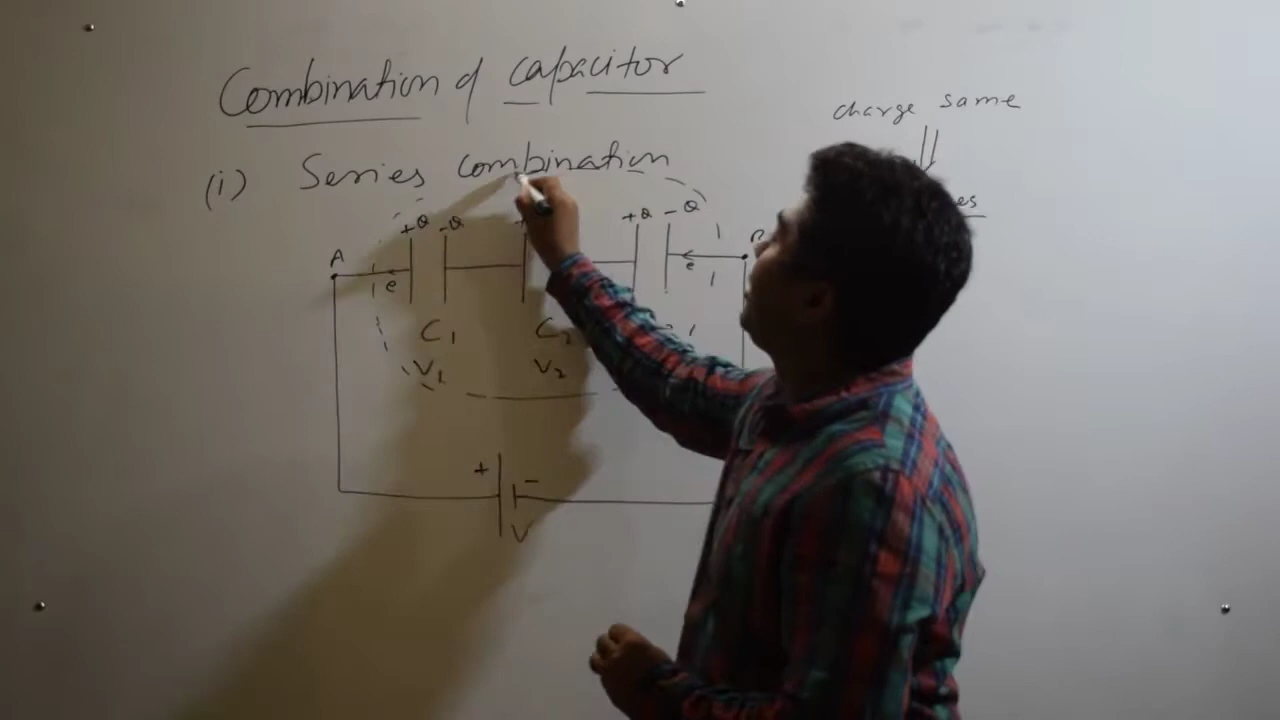 Combination of capacitor
charge same
(i) Series combination
+Q -Q + +Q -Q
A
e e
C1 C2
V1 V2
+ -
V